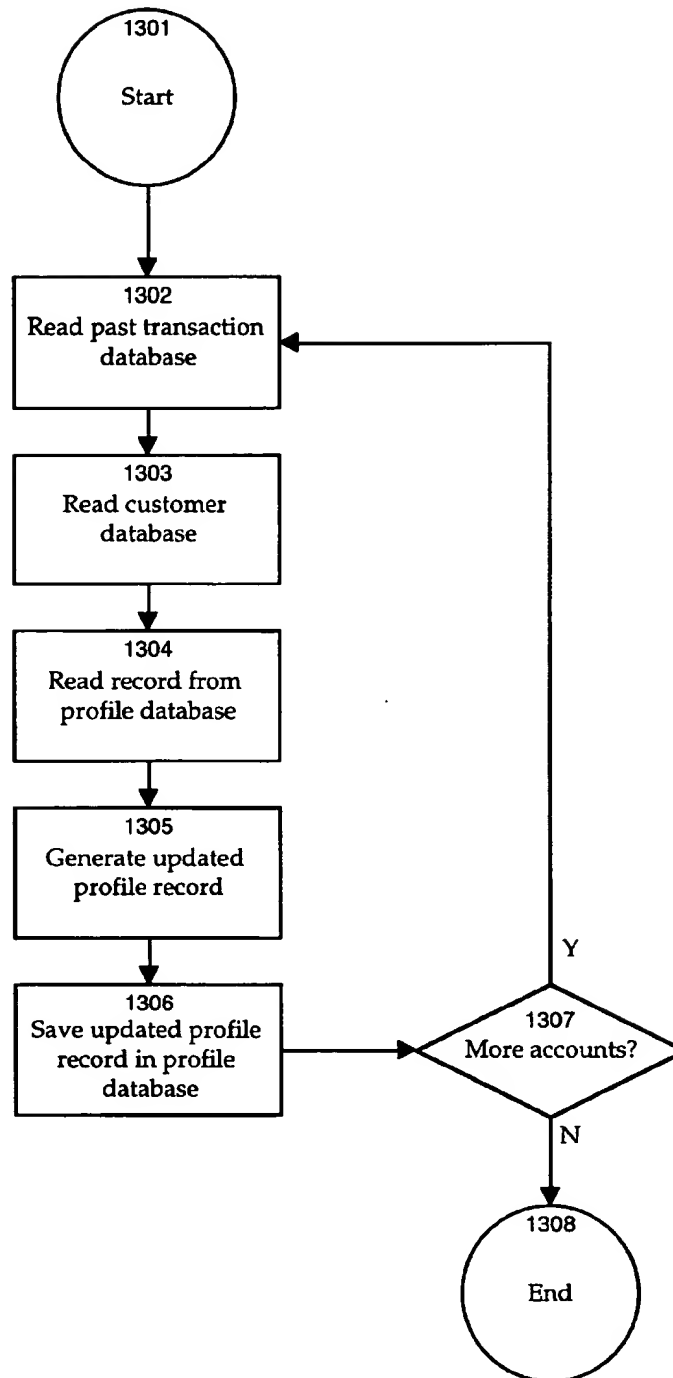 1301
Start
1302
Read past transaction
database
1303
Read customer
database
1304
Read record from
profile database
1305
Generate updated
profile record
1306
Save updated profile
record in profile
database
Y
1307
More accounts?
N
1308
End